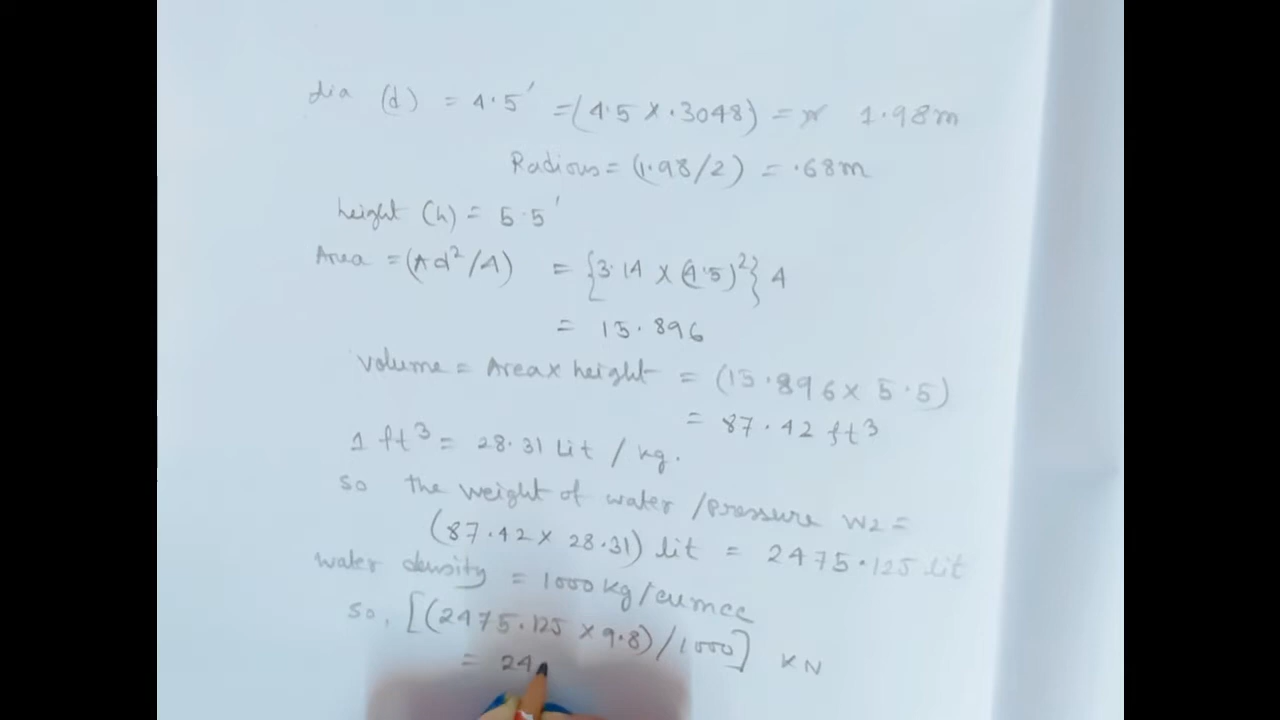 dia (d) = 4.5' = (4.5 × .3048) = 1.98m
Radious = (1.98/2) = .68m
height (h) = 5.5'
Area = (πd²/4) = {3.14 × (4.5)²} 4
= 15.896
Volume = Area × height = (15.896 × 5.5)
= 87.42 ft³
1 ft³ = 28.31 Lit / kg.
So the weight of water /pressure W2 =
(87.42 × 28.31) lit = 2475.125 lit
water density = 1000 kg/cumec
So, [(2475.125 × 9.8)/1000] KN
= 24